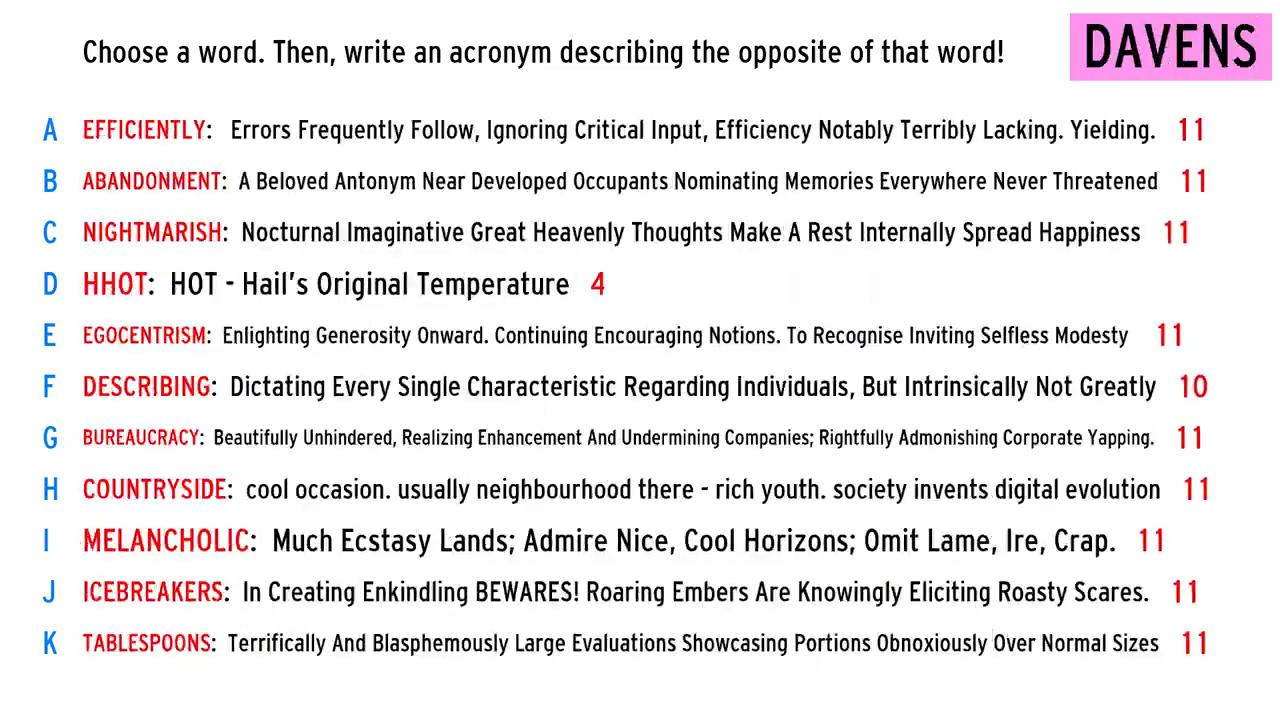 Choose a word. Then, write an acronym describing the opposite of that word!
DAVENS
A EFFICIENTLY: Errors Frequently Follow, Ignoring Critical Input, Efficiency Notably Terribly Lacking. Yielding. 11
B ABANDONMENT: A Beloved Antonym Near Developed Occupants Nominating Memories Everywhere Never Threatened 11
C NIGHTMARISH: Nocturnal Imaginative Great Heavenly Thoughts Make A Rest Internally Spread Happiness 11
D HHOT: HOT - Hail's Original Temperature 4
E EGOCENTRISM: Enlighting Generosity Onward. Continuing Encouraging Notions. To Recognise Inviting Selfless Modesty 11
F DESCRIBING: Dictating Every Single Characteristic Regarding Individuals, But Intrinsically Not Greatly 10
G BUREAUCRACY: Beautifully Unhindered, Realizing Enhancement And Undermining Companies; Rightfully Admonishing Corporate Yapping. 11
H COUNTRYSIDE: cool occasion. usually neighbourhood there - rich youth. society invents digital evolution 11
I MELANCHOLIC: Much Ecstasy Lands; Admire Nice, Cool Horizons; Omit Lame, Ire, Crap. 11
J ICEBREAKERS: In Creating Enkindling BEWARES! Roaring Embers Are Knowingly Eliciting Roasty Scares. 11
K TABLESPOONS: Terrifically And Blasphemously Large Evaluations Showcasing Portions Obnoxiously Over Normal Sizes 11